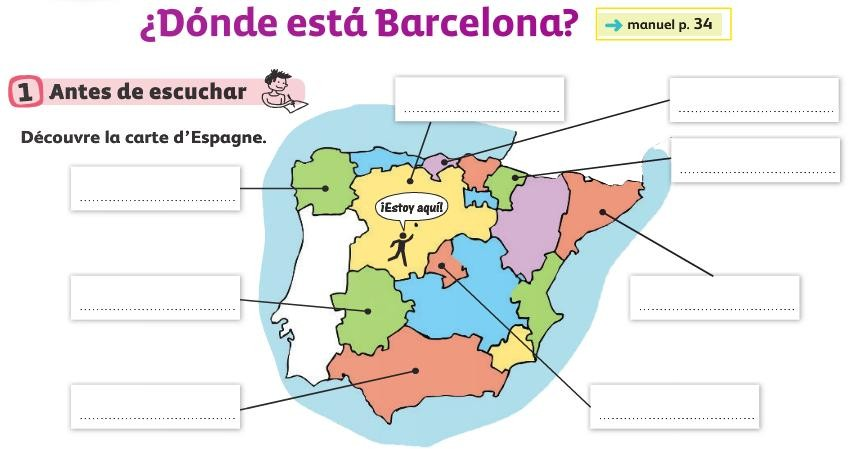 ¿Dónde está Barcelona?
manuel p. 34
1 Antes de escuchar
Découvre la carte d'Espagne.
¡Estoy aquí!